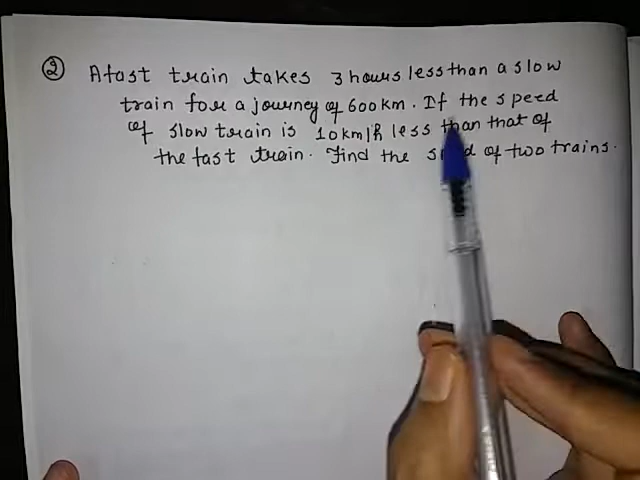 ② A fast train takes 3 hours less than a slow
train for a journey of 600 km. If the speed
of slow train is 10 km/h less than that of
the fast train. Find the of two trains.